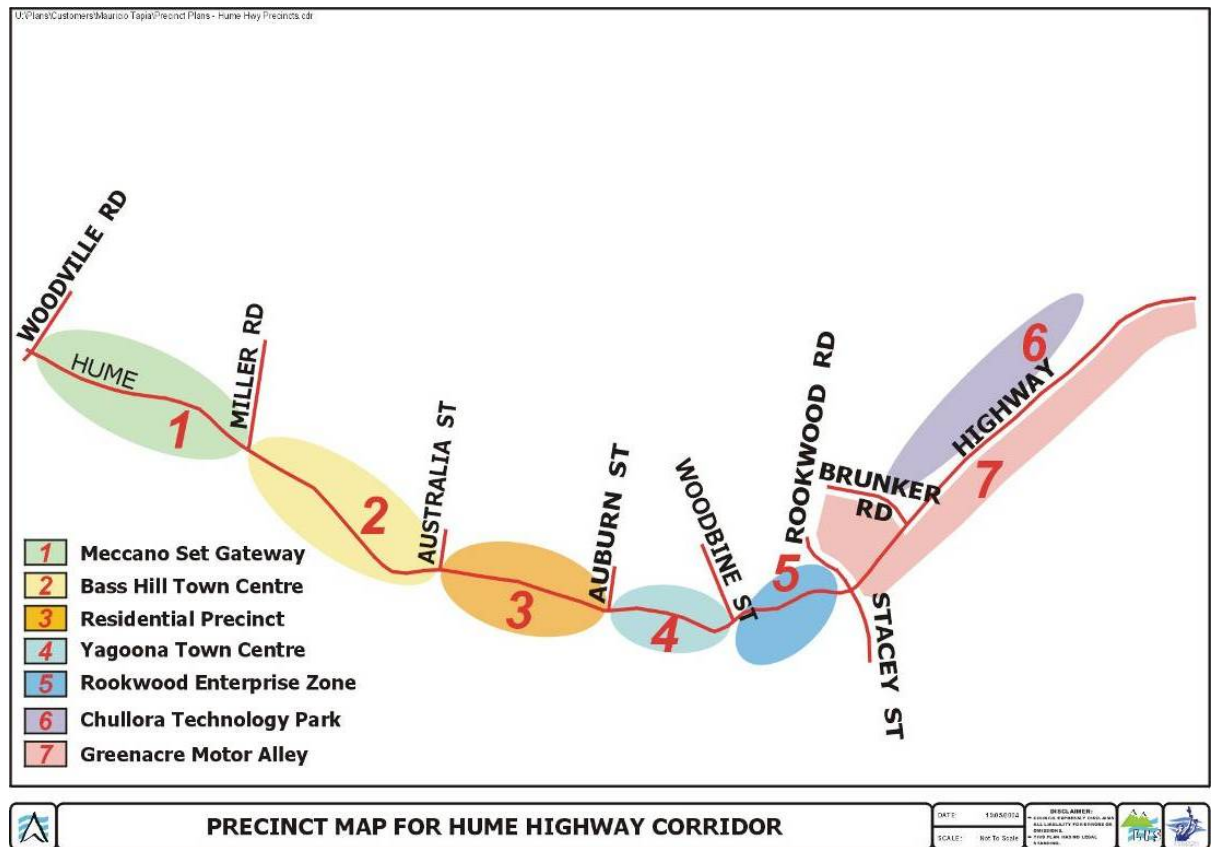 U:\Plans\Customers\Mauricio Tapia\Precinct Plans - Hume Hwy Precincts.cdr
WOODVILLE RD
HUME
MILLER RD
1
AUSTRALIA ST
2
AUBURN ST
3
WOODBINE ST
4
ROOKWOOD RD
5
BRUNKER
RD
STACEY ST
HIGHWAY
6
7
1 Meccano Set Gateway
2 Bass Hill Town Centre
3 Residential Precinct
4 Yagoona Town Centre
5 Rookwood Enterprise Zone
6 Chullora Technology Park
7 Greenacre Motor Alley
PRECINCT MAP FOR HUME HIGHWAY CORRIDOR
DATE:
SCALE: Not To Scale
DISCLAIMER: